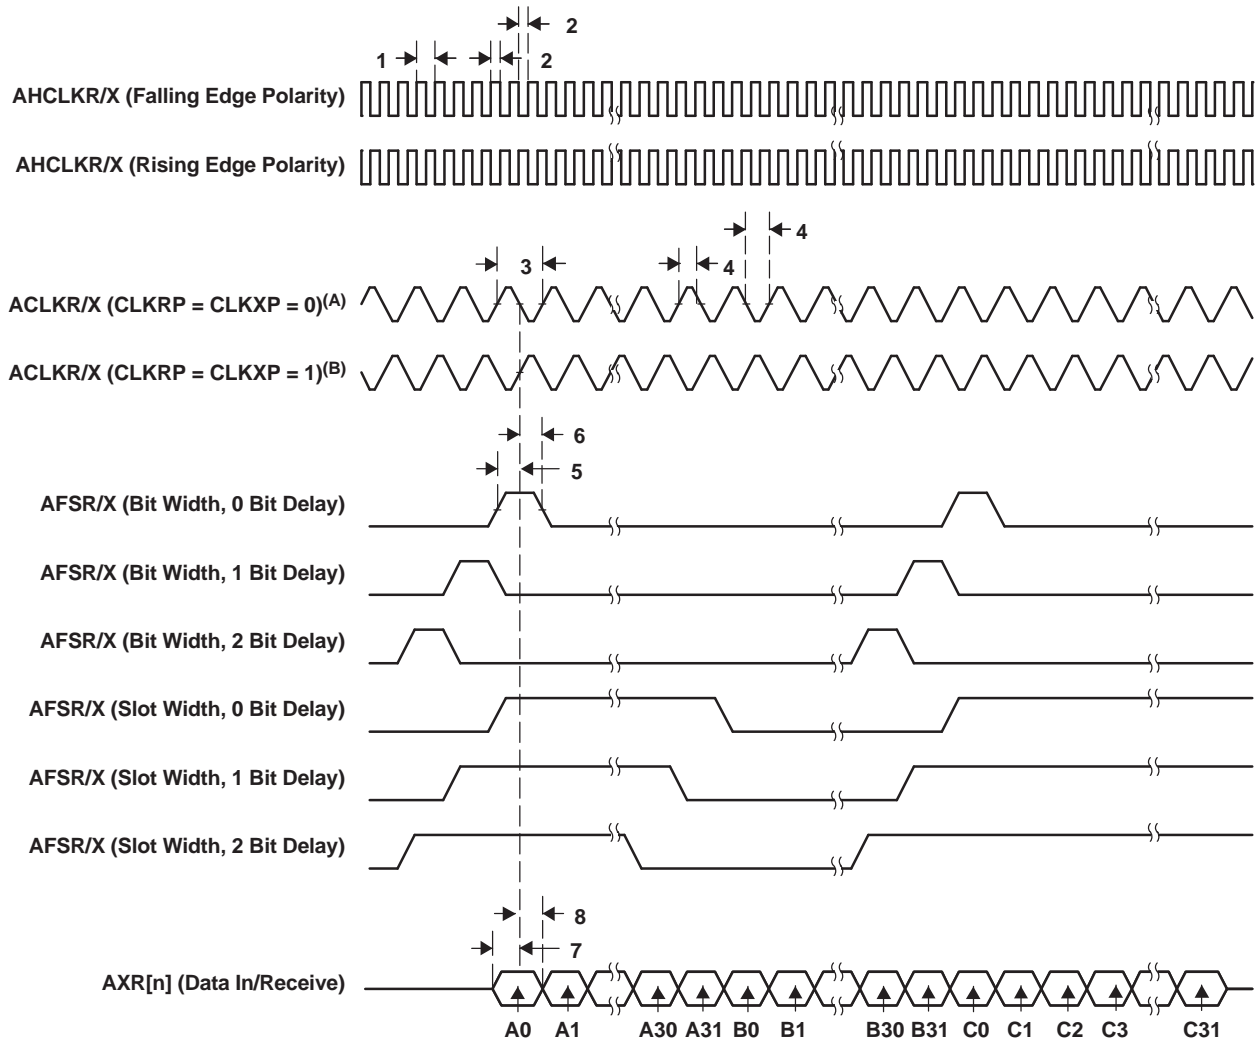 2
1
2
AHCLKR/X (Falling Edge Polarity)
AHCLKR/X (Rising Edge Polarity)
4
3
4
ACLKR/X (CLKRP = CLKXP = 0)(A)
ACLKR/X (CLKRP = CLKXP = 1)(B)
6
5
AFSR/X (Bit Width, 0 Bit Delay)
AFSR/X (Bit Width, 1 Bit Delay)
AFSR/X (Bit Width, 2 Bit Delay)
AFSR/X (Slot Width, 0 Bit Delay)
AFSR/X (Slot Width, 1 Bit Delay)
AFSR/X (Slot Width, 2 Bit Delay)
8
7
AXR[n] (Data In/Receive)
A0 A1 A30 A31 B0 B1 B30 B31 C0 C1 C2 C3 C31